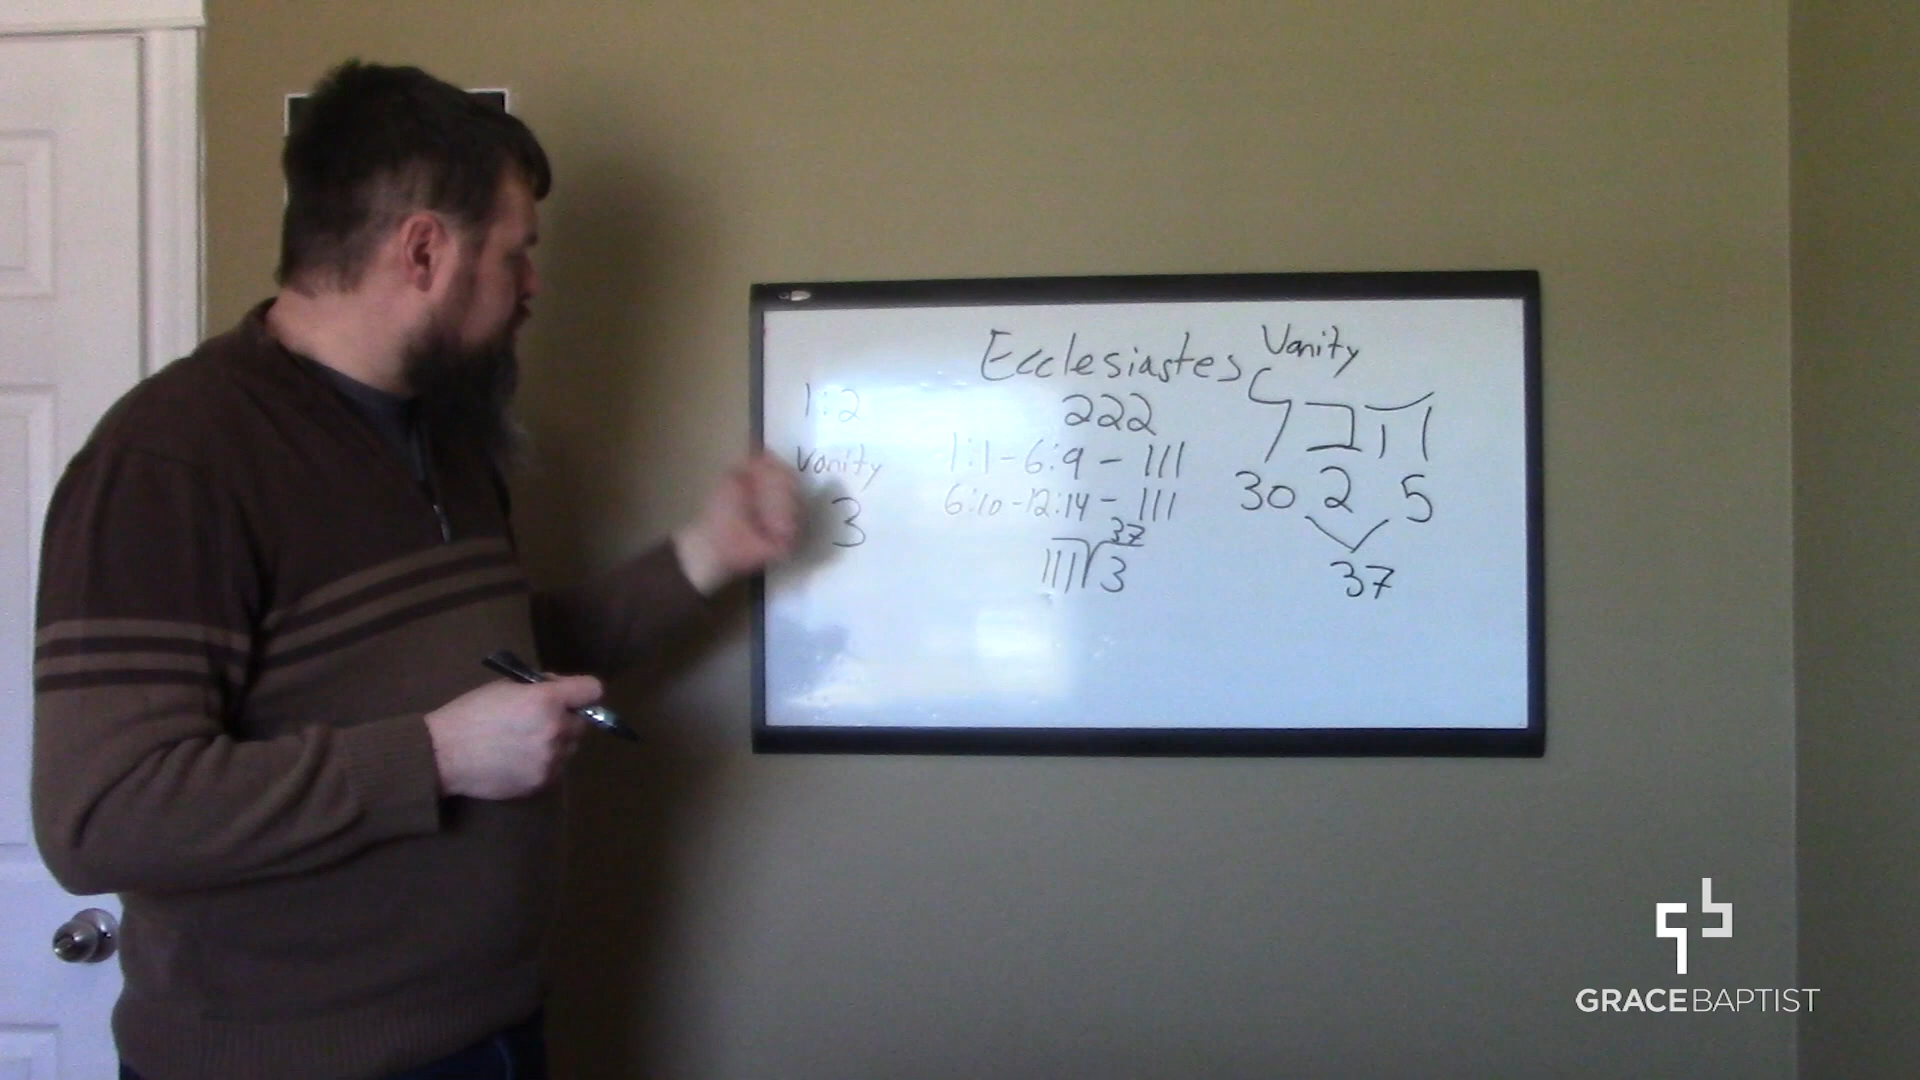 Ecclesiastes
Vanity
1:2
222
הבל
Vanity
1:1-6:9 - 111
30 2 5
3
6:10-12:14 - 111
37
111 3
37
GRACEBAPTIST